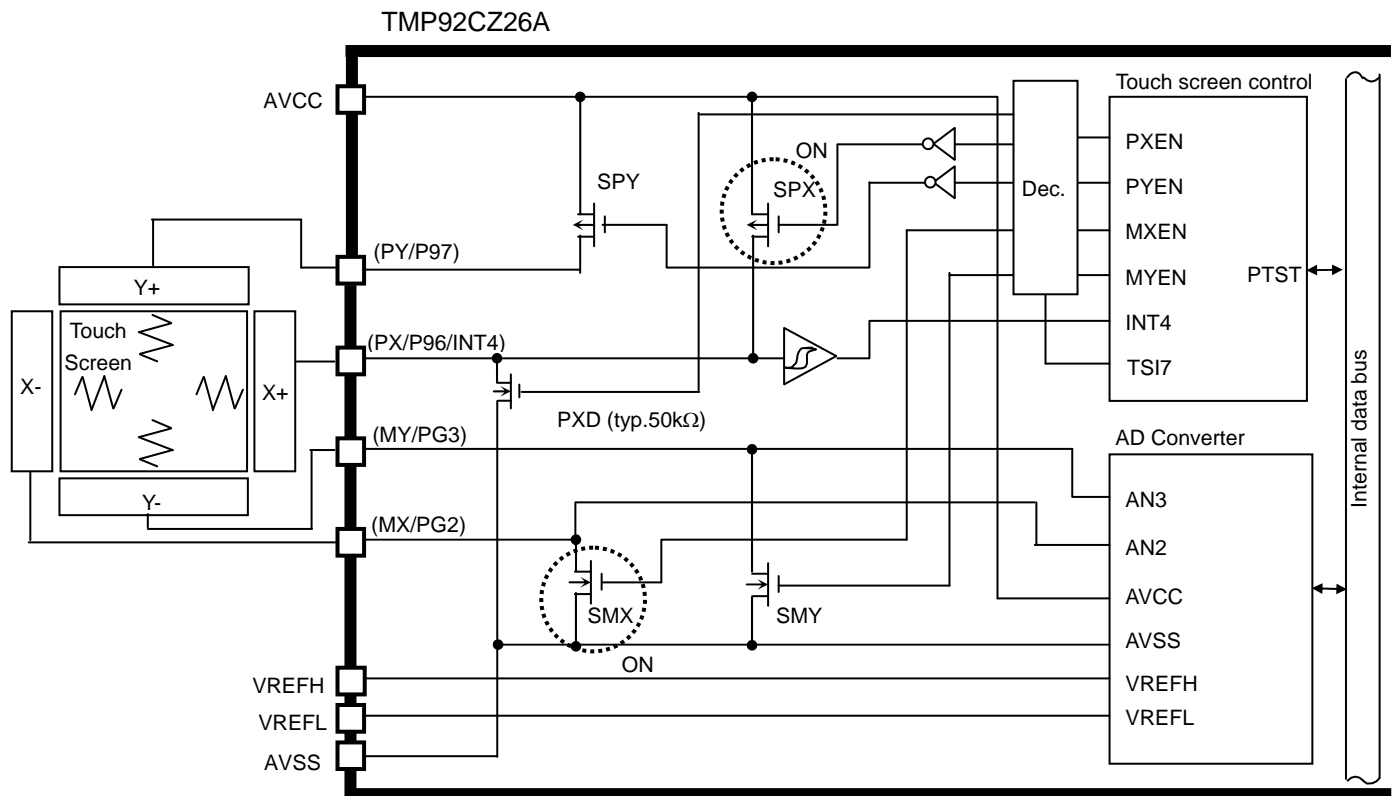 TMP92CZ26A
AVCC
Touch screen control
ON
SPY
SPX
Dec.
PXEN
PYEN
MXEN
MYEN
PTST
INT4
TSI7
(PY/P97)
Y+
Touch
Screen
X-
X+
Y-
(PX/P96/INT4)
PXD (typ.50kΩ)
(MY/PG3)
(MX/PG2)
AD Converter
AN3
AN2
AVCC
AVSS
VREFH
VREFL
SMX
SMY
ON
VREFH
VREFL
AVSS
Internal data bus